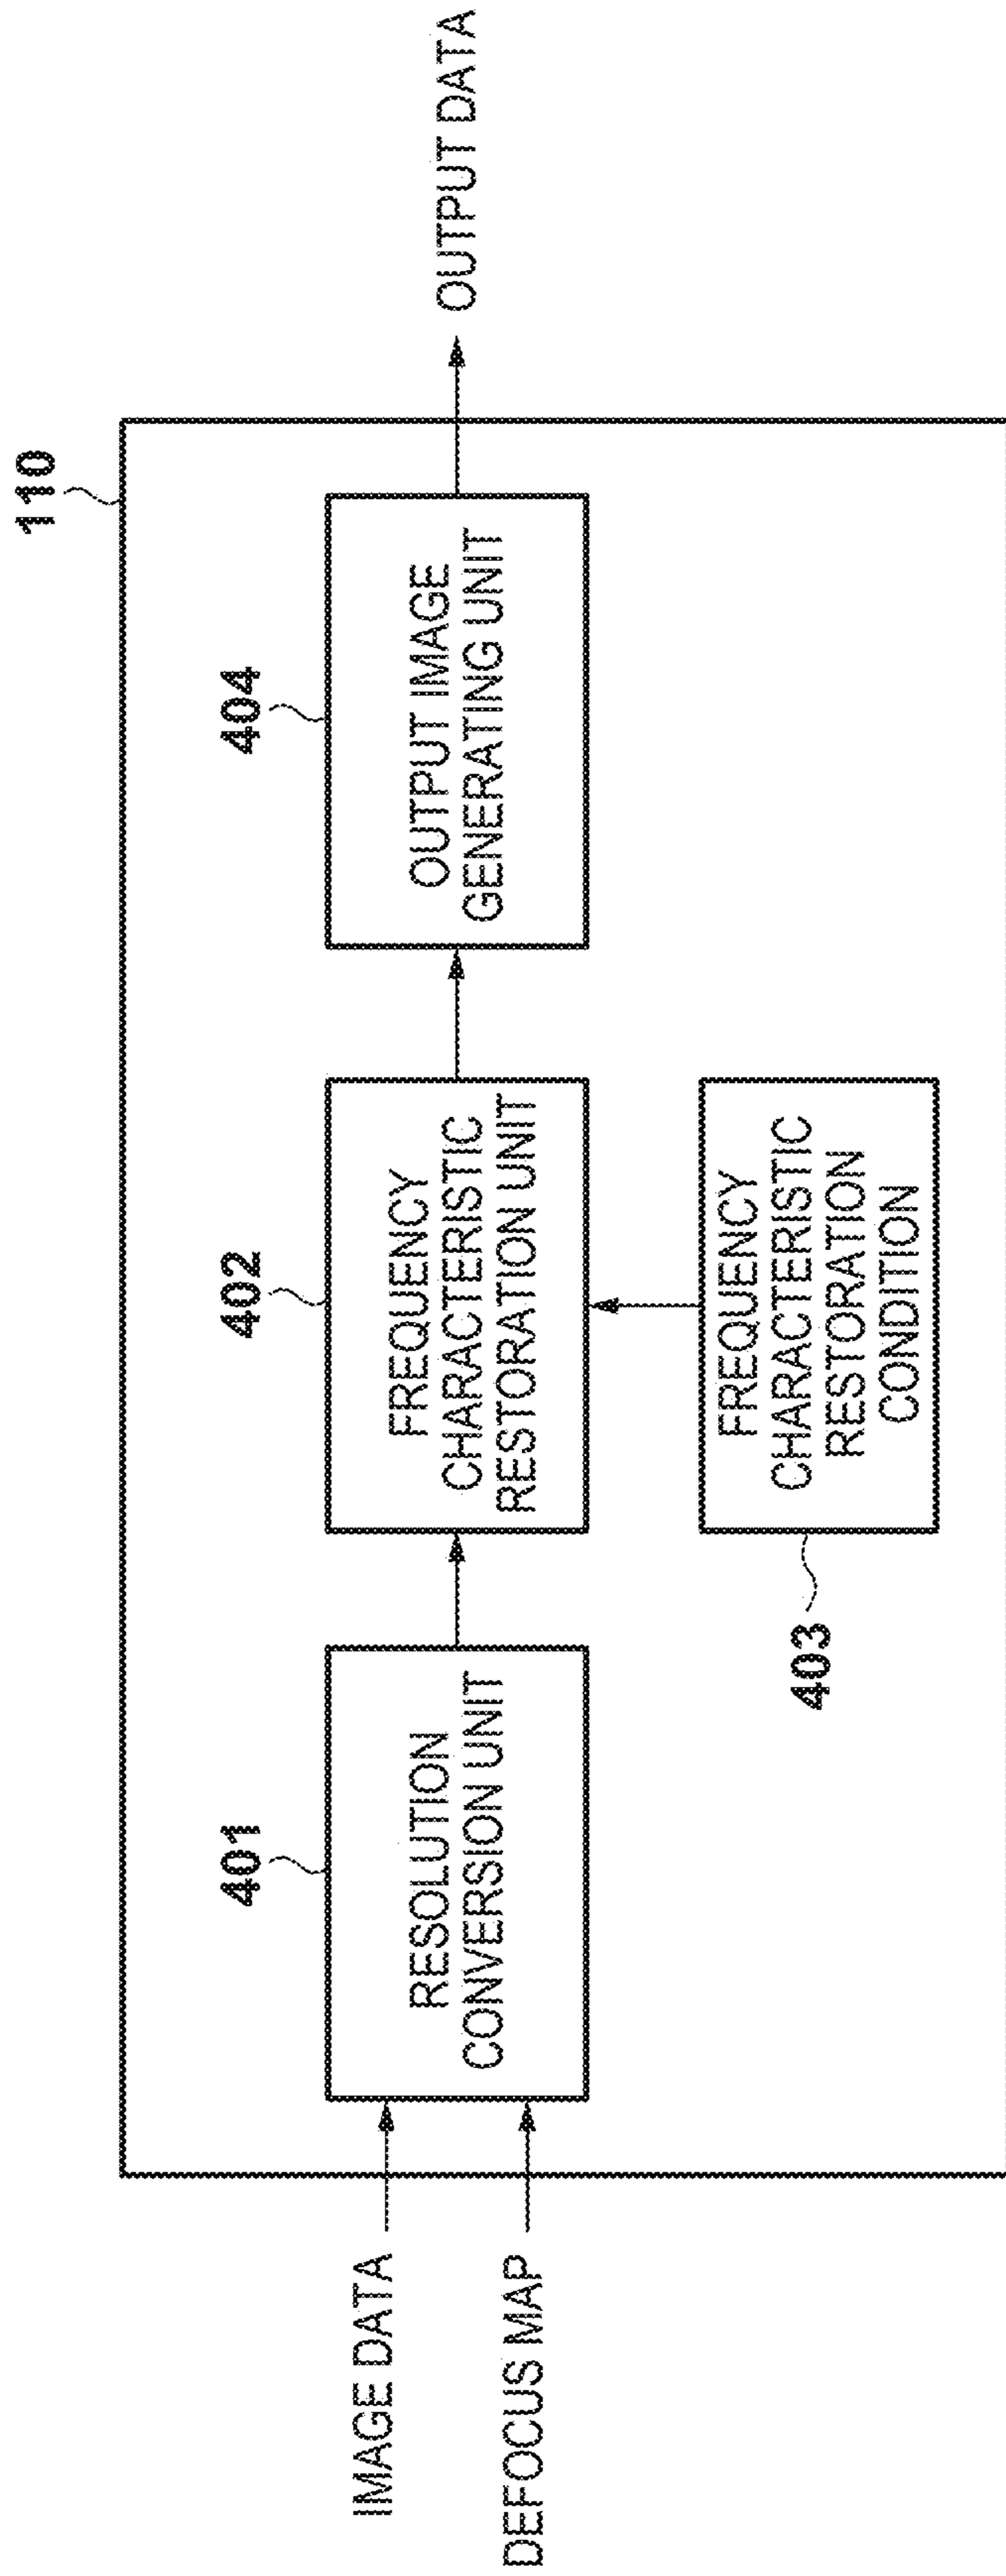 110
IMAGE DATA
DEFOCUS MAP
401
RESOLUTION
CONVERSION UNIT
402
FREQUENCY
CHARACTERISTIC
RESTORATION UNIT
403
FREQUENCY
CHARACTERISTIC
RESTORATION
CONDITION
404
OUTPUT IMAGE
GENERATING UNIT
OUTPUT DATA